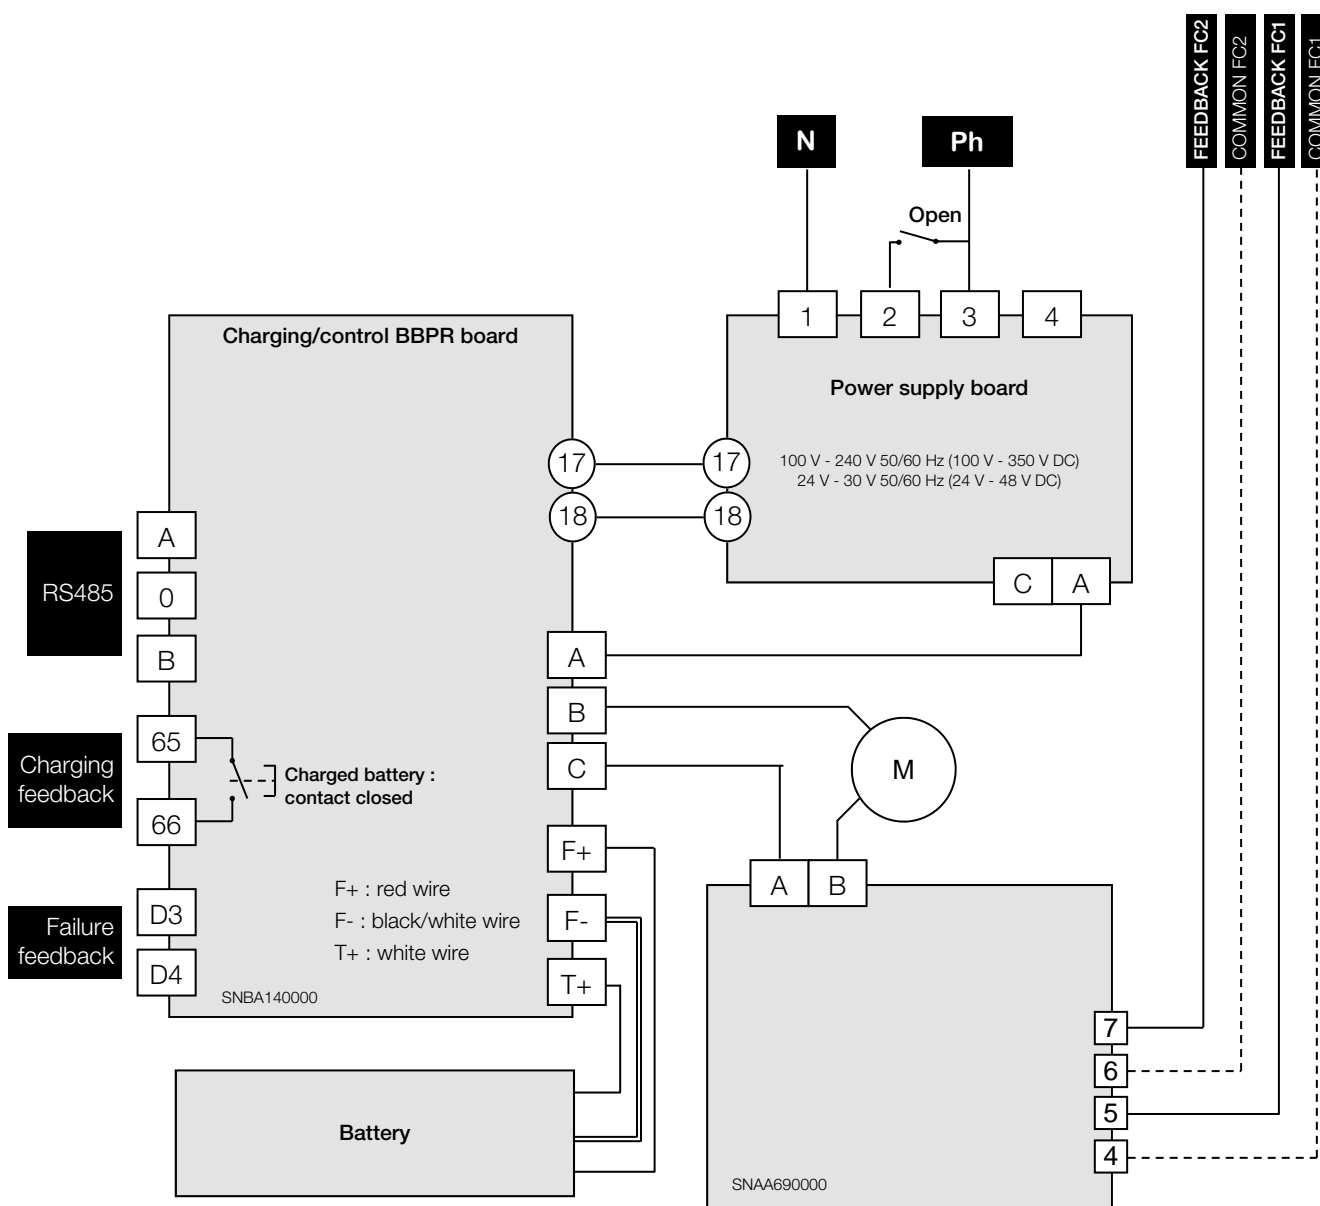 FEEDBACK FC2
COMMON FC2
FEEDBACK FC1
COMMON FC1
N
Ph
Open
1
2
3
4
Charging/control BBPR board
Power supply board
100 V - 240 V 50/60 Hz (100 V - 350 V DC)
24 V - 30 V 50/60 Hz (24 V - 48 V DC)
17
17
18
18
C
A
RS485
A
0
B
A
B
C
M
Charging
feedback
65
66
Charged battery :
contact closed
F+
F-
T+
F+ : red wire
F- : black/white wire
T+ : white wire
Failure
feedback
D3
D4
SNBA140000
A
B
7
6
5
4
Battery
SNAA690000